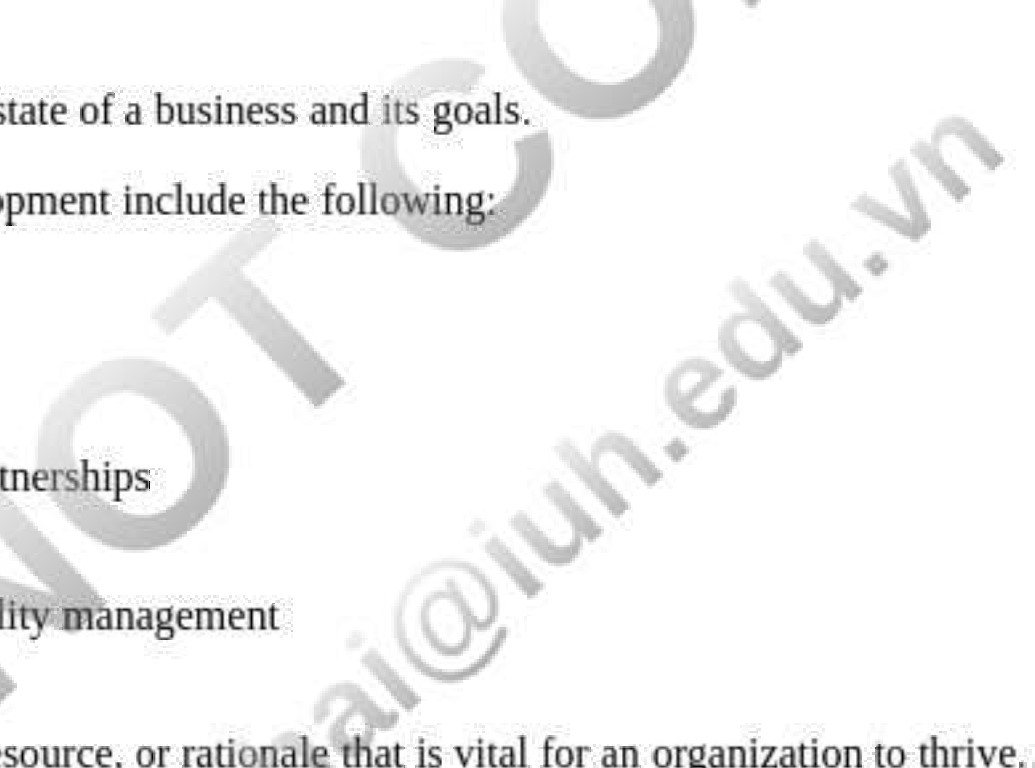 state of a business and its goals.
opment include the following:
tnerships
lity management
esource, or rationale that is vital for an organization to thrive.
NOT CO
ai@iuh.edu.vn